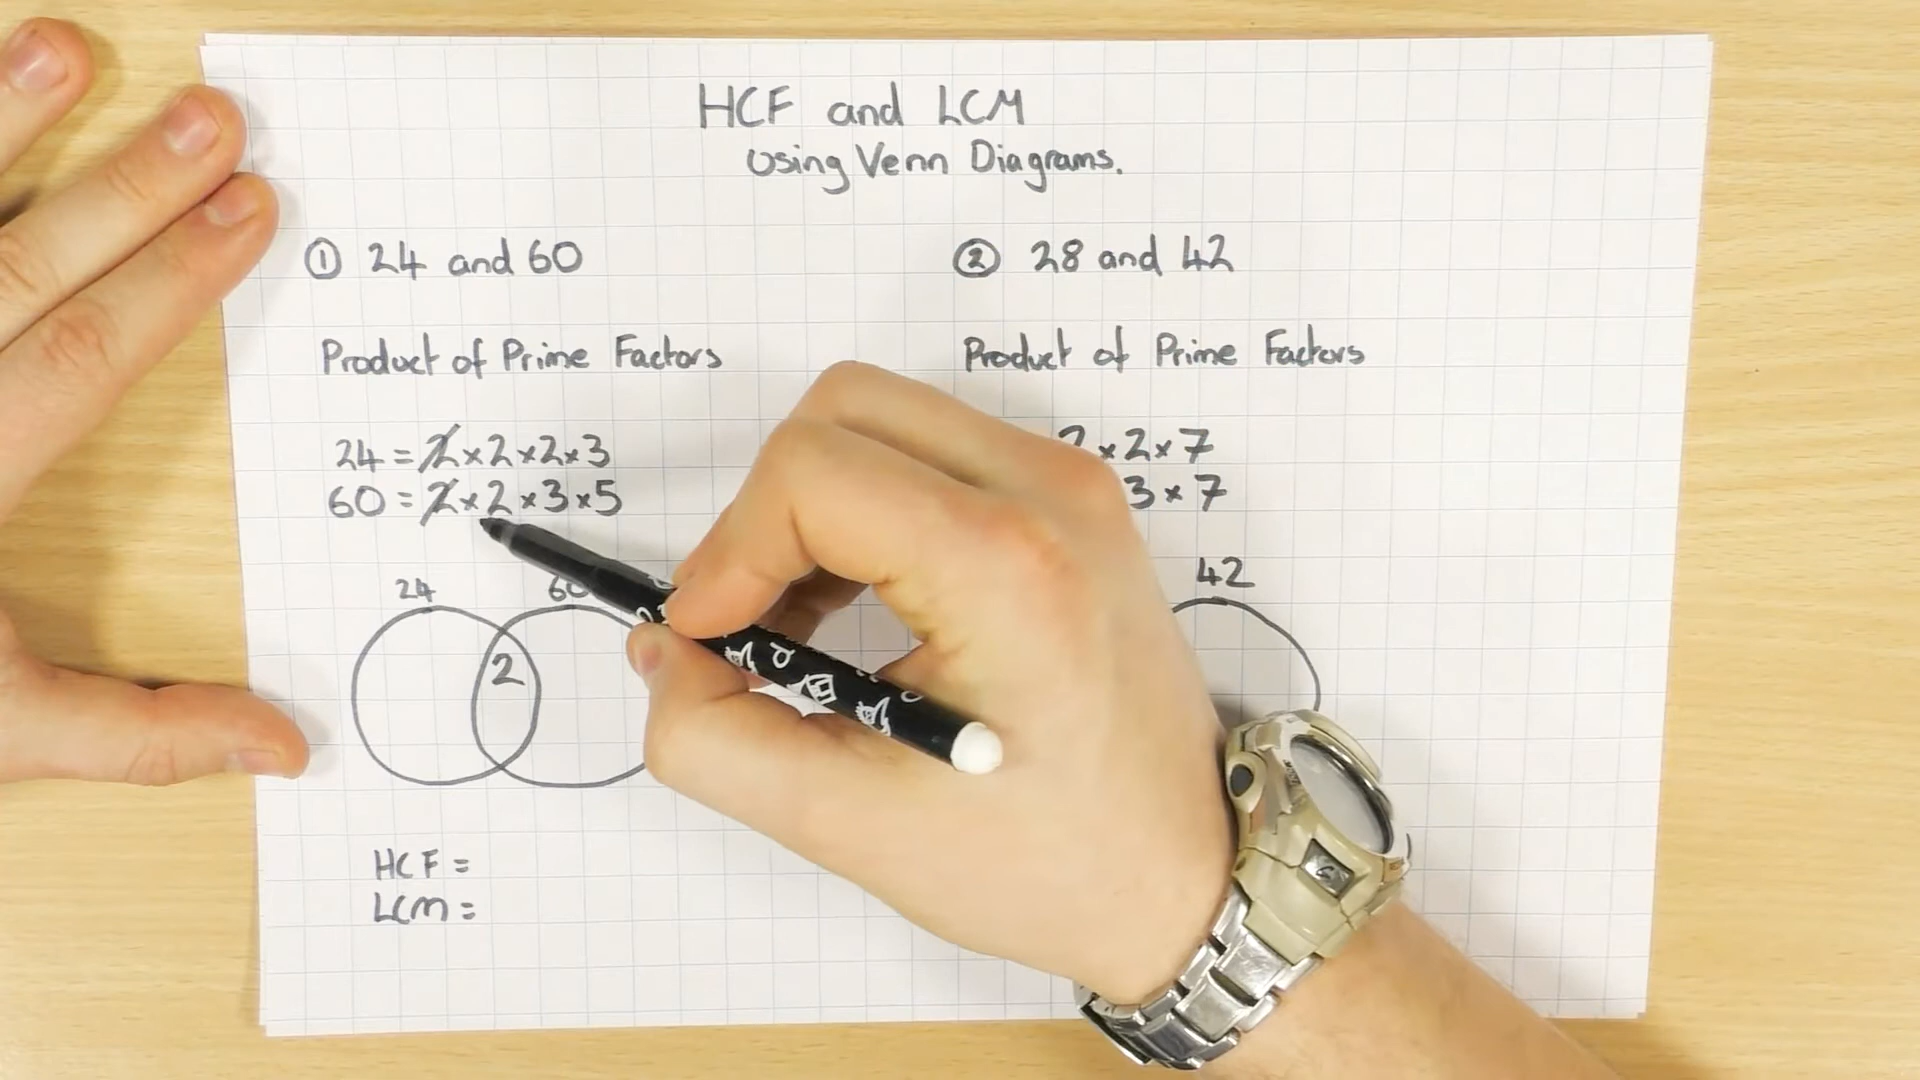 HCF and LCM
Using Venn Diagrams.
① 24 and 60
Product of Prime Factors
24 = 2 × 2 × 2 × 3
60 = 2 × 2 × 3 × 5
24 60
2
HCF =
LCM =
② 28 and 42
Product of Prime Factors
2 × 2 × 7
3 × 7
42